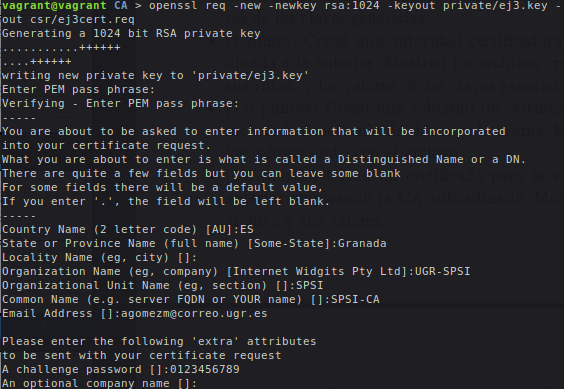 vagrant@vagrant CA > openssl req -new -newkey rsa:1024 -keyout private/ej3.key -
out csr/ej3cert.req
Generating a 1024 bit RSA private key
...........++++++
....++++++
writing new private key to 'private/ej3.key'
Enter PEM pass phrase:
Verifying - Enter PEM pass phrase:
-----
You are about to be asked to enter information that will be incorporated
into your certificate request.
What you are about to enter is what is called a Distinguished Name or a DN.
There are quite a few fields but you can leave some blank
For some fields there will be a default value,
If you enter '.', the field will be left blank.
-----
Country Name (2 letter code) [AU]:ES
State or Province Name (full name) [Some-State]:Granada
Locality Name (eg, city) []:
Organization Name (eg, company) [Internet Widgits Pty Ltd]:UGR-SPSI
Organizational Unit Name (eg, section) []:SPSI
Common Name (e.g. server FQDN or YOUR name) []:SPSI-CA
Email Address []:agomezm@correo.ugr.es

Please enter the following 'extra' attributes
to be sent with your certificate request
A challenge password []:0123456789
An optional company name []: